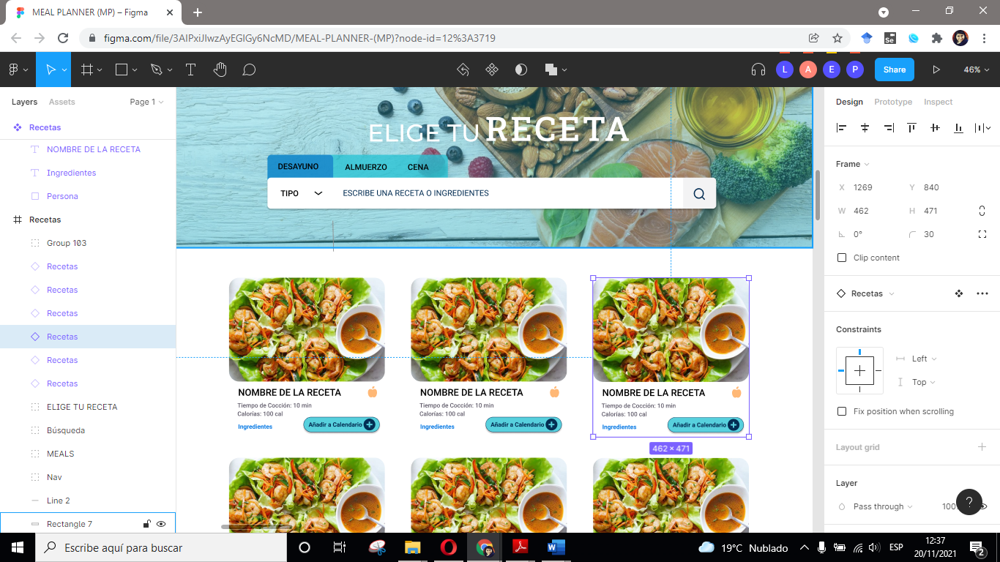 MEAL PLANNER (MP) – Figma
figma.com/file/3AIPxiJIwzAyEGlGy6NcMD/MEAL-PLANNER-(MP)?node-id=12%3A3719
L A E P
Share
46%
Layers Assets Page 1
Recetas
NOMBRE DE LA RECETA
Ingredientes
Persona
Recetas
Group 103
Recetas
Recetas
Recetas
Recetas
Recetas
Recetas
ELIGE TU RECETA
Búsqueda
MEALS
Nav
Line 2
Rectangle 7
ELIGE TU RECETA
DESAYUNO ALMUERZO CENA
TIPO ESCRIBE UNA RECETA O INGREDIENTES
NOMBRE DE LA RECETA
Tiempo de Cocción: 10 min
Calorías: 100 cal
Ingredientes Añadir a Calendario
NOMBRE DE LA RECETA
Tiempo de Cocción: 10 min
Calorías: 100 cal
Ingredientes Añadir a Calendario
NOMBRE DE LA RECETA
Tiempo de Cocción: 10 min
Calorías: 100 cal
Ingredientes Añadir a Calendario
462 × 471
Design Prototype Inspect
Frame
X 1269 Y 840
W 462 H 471
0° 30
Clip content
Recetas
Constraints
Left
Top
Fix position when scrolling
Layout grid
Layer
Pass through 100
?
Escribe aquí para buscar
19°C Nublado
ESP
12:37
20/11/2021
2